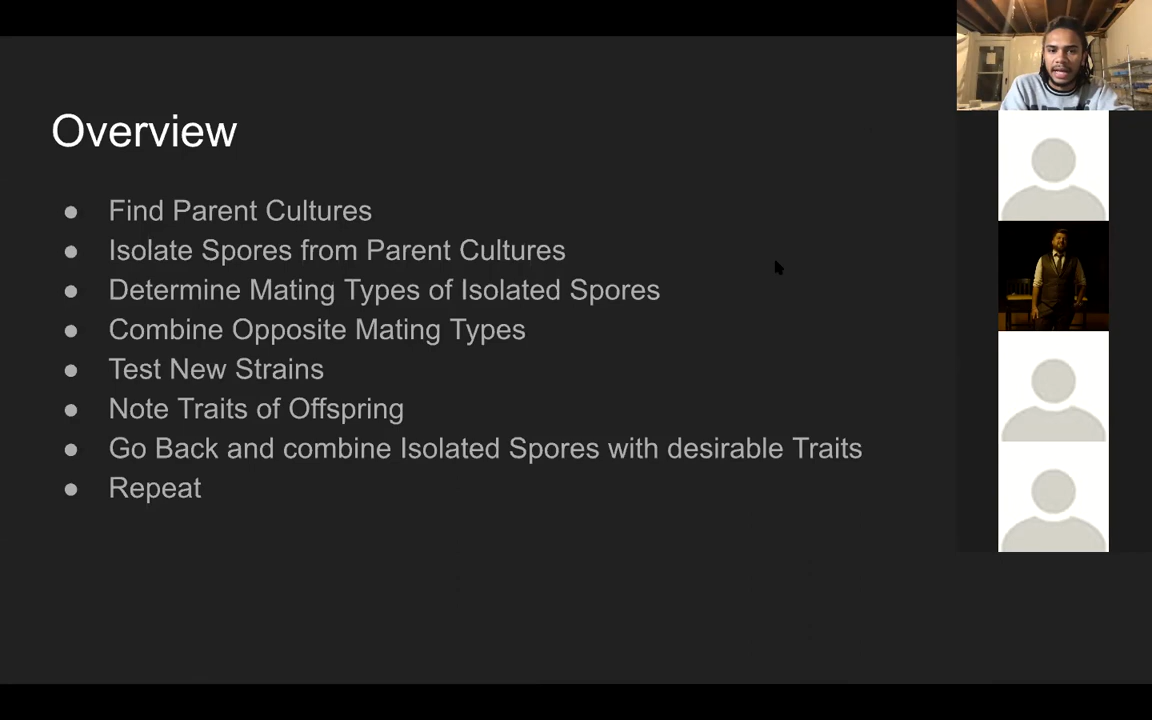 Overview
Find Parent Cultures
Isolate Spores from Parent Cultures
Determine Mating Types of Isolated Spores
Combine Opposite Mating Types
Test New Strains
Note Traits of Offspring
Go Back and combine Isolated Spores with desirable Traits
Repeat